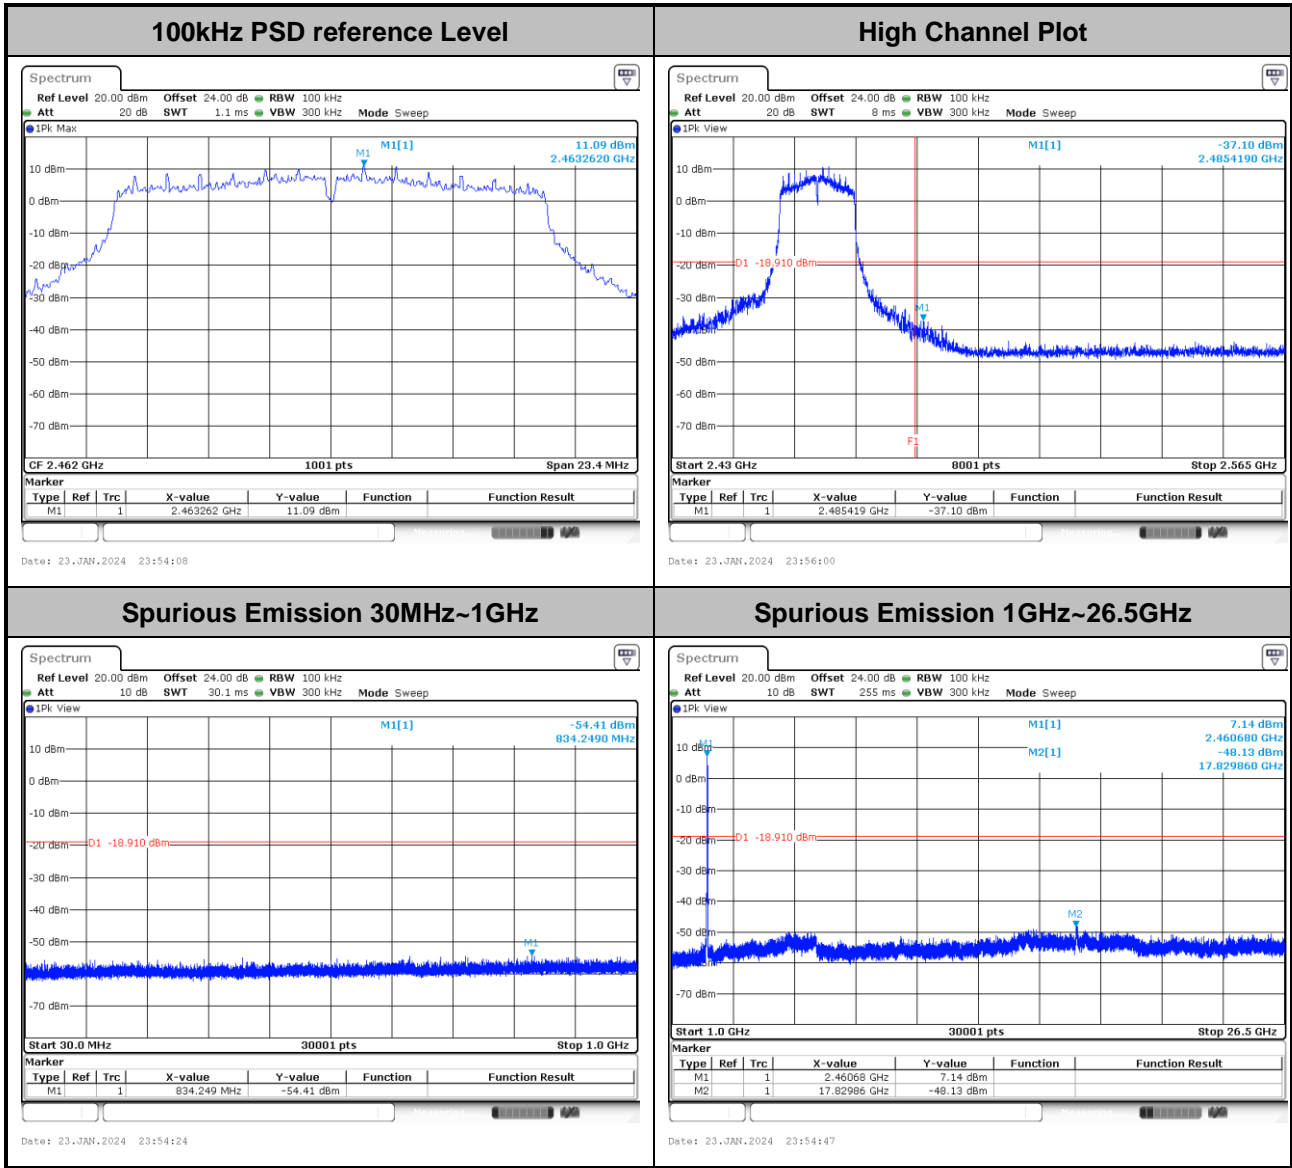 100kHz PSD reference Level
Spectrum
Ref Level 20.00 dBm Offset 24.00 dB RBW 100 kHz
Att 20 dB SWT 1.1 ms VBW 300 kHz Mode Sweep
1Pk Max
M1[1] 11.09 dBm
2.4632620 GHz
M1
10 dBm
0 dBm
-10 dBm
-20 dBm
-30 dBm
-40 dBm
-50 dBm
-60 dBm
-70 dBm
CF 2.462 GHz 1001 pts Span 23.4 MHz
Marker
Type Ref Trc X-value Y-value Function Function Result
M1 1 2.463262 GHz 11.09 dBm
Date: 23.JAN.2024 23:54:08
High Channel Plot
Spectrum
Ref Level 20.00 dBm Offset 24.00 dB RBW 100 kHz
Att 20 dB SWT 8 ms VBW 300 kHz Mode Sweep
1Pk View
M1[1] -37.10 dBm
2.4854190 GHz
10 dBm
0 dBm
-10 dBm
-20 dBm
D1 -18.910 dBm
-30 dBm
M1
-50 dBm
-60 dBm
-70 dBm
F1
Start 2.43 GHz 8001 pts Stop 2.565 GHz
Marker
Type Ref Trc X-value Y-value Function Function Result
M1 1 2.485419 GHz -37.10 dBm
Date: 23.JAN.2024 23:56:00
Spurious Emission 30MHz~1GHz
Spectrum
Ref Level 20.00 dBm Offset 24.00 dB RBW 100 kHz
Att 10 dB SWT 30.1 ms VBW 300 kHz Mode Sweep
1Pk View
M1[1] -54.41 dBm
834.2490 MHz
10 dBm
0 dBm
-10 dBm
-20 dBm
D1 -18.910 dBm
-30 dBm
-40 dBm
-50 dBm
M1
-70 dBm
Start 30.0 MHz 30001 pts Stop 1.0 GHz
Marker
Type Ref Trc X-value Y-value Function Function Result
M1 1 834.249 MHz -54.41 dBm
Date: 23.JAN.2024 23:54:24
Spurious Emission 1GHz~26.5GHz
Spectrum
Ref Level 20.00 dBm Offset 24.00 dB RBW 100 kHz
Att 10 dB SWT 255 ms VBW 300 kHz Mode Sweep
1Pk View
M1[1] 7.14 dBm
2.460680 GHz
M2[1] -48.13 dBm
17.829860 GHz
M1
10 dBm
0 dBm
-10 dBm
-20 dBm
D1 -18.910 dBm
-30 dBm
-40 dBm
M2
-50 dBm
-70 dBm
Start 1.0 GHz 30001 pts Stop 26.5 GHz
Marker
Type Ref Trc X-value Y-value Function Function Result
M1 1 2.46068 GHz 7.14 dBm
M2 1 17.82986 GHz -48.13 dBm
Date: 23.JAN.2024 23:54:47